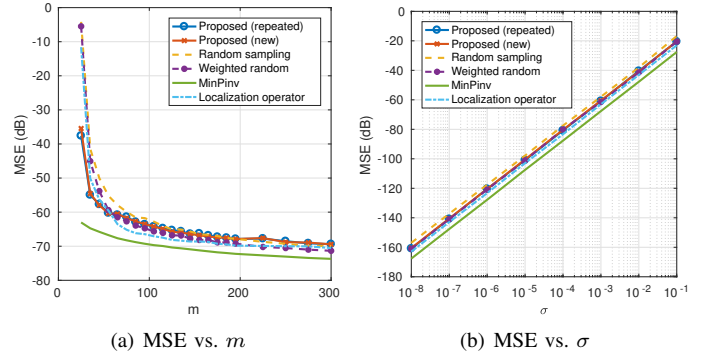 0
-10
-20
-30
-40
-50
-60
-70
-80
MSE (dB)
0
100
200
300
m
Proposed (repeated)
Proposed (new)
Random sampling
Weighted random
MinPinv
Localization operator
(a) MSE vs. m
0
-20
-40
-60
-80
-100
-120
-140
-160
-180
MSE (dB)
10^-8
10^-7
10^-6
10^-5
10^-4
10^-3
10^-2
10^-1
σ
Proposed (repeated)
Proposed (new)
Random sampling
Weighted random
MinPinv
Localization operator
(b) MSE vs. σ